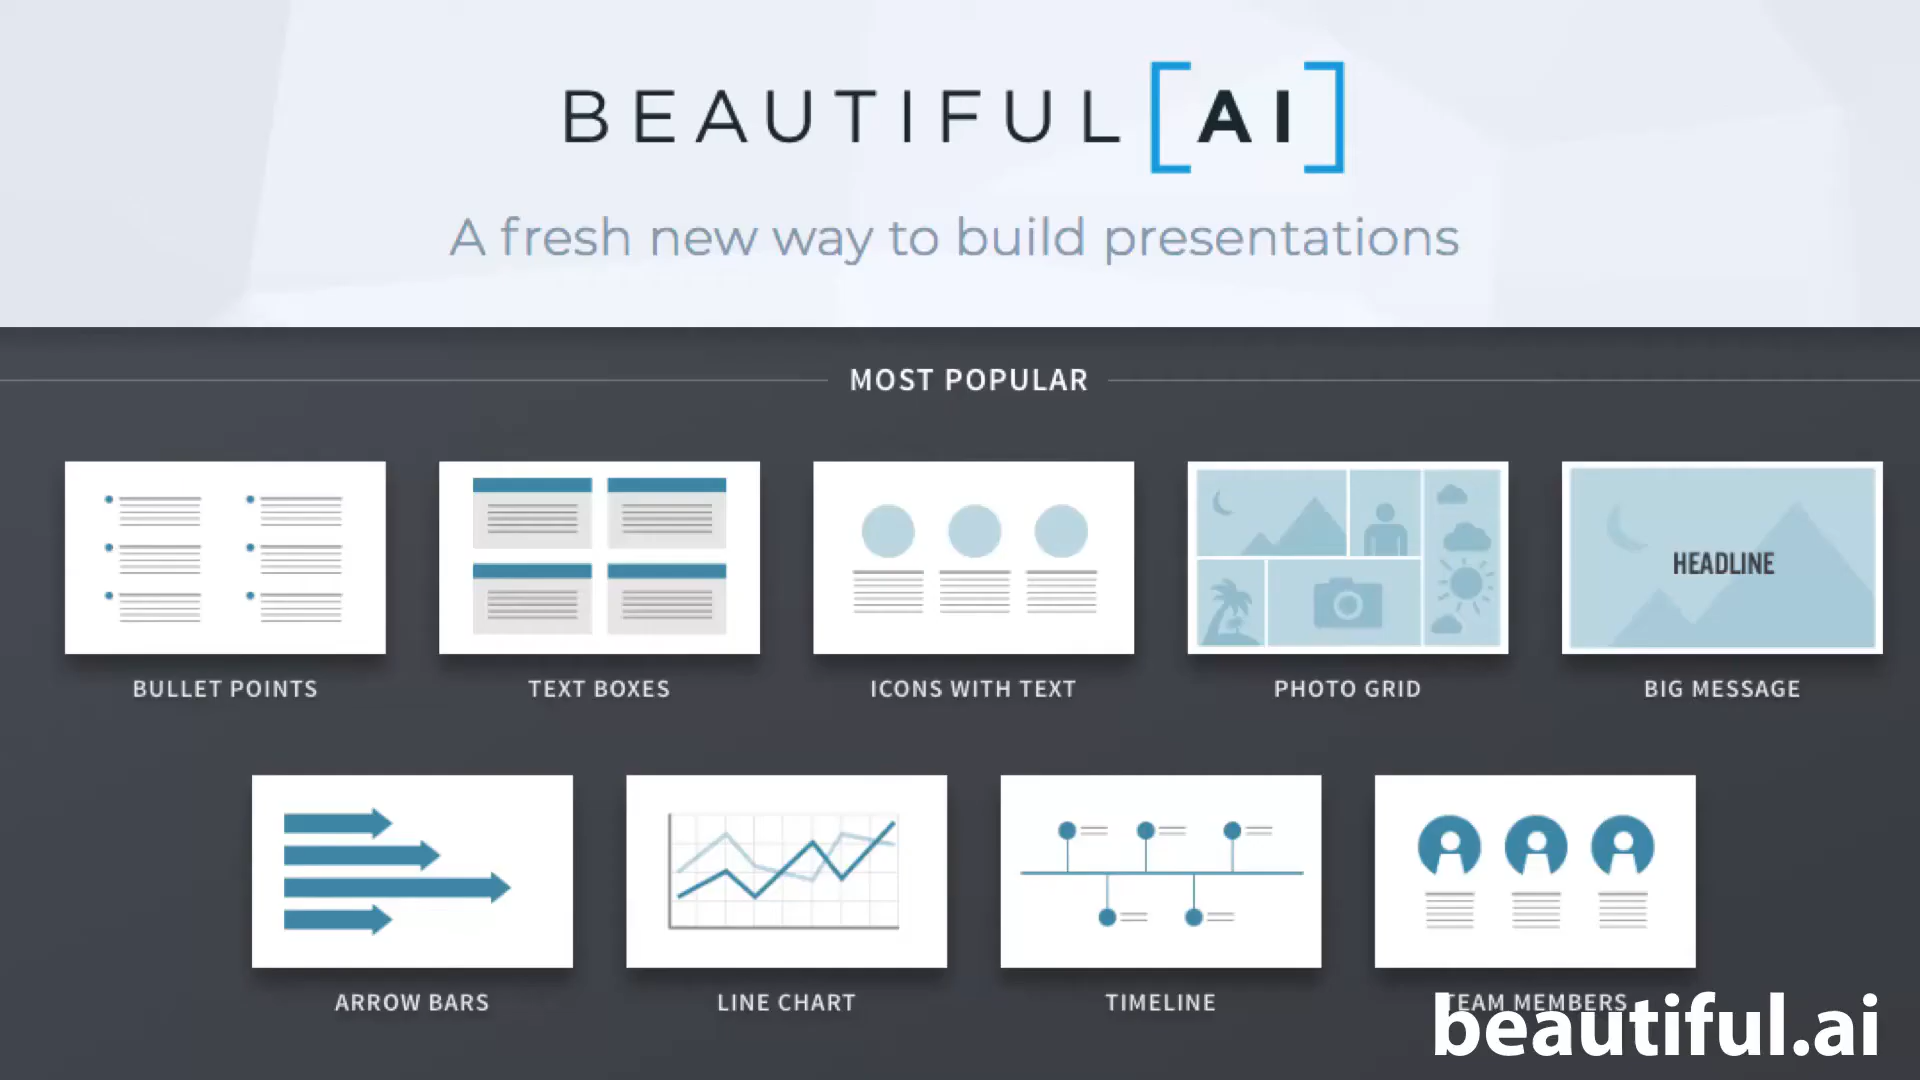 BEAUTIFUL [AI]
A fresh new way to build presentations
MOST POPULAR
HEADLINE
BULLET POINTS
TEXT BOXES
ICONS WITH TEXT
PHOTO GRID
BIG MESSAGE
ARROW BARS
LINE CHART
TIMELINE
TEAM MEMBERS
beautiful.ai